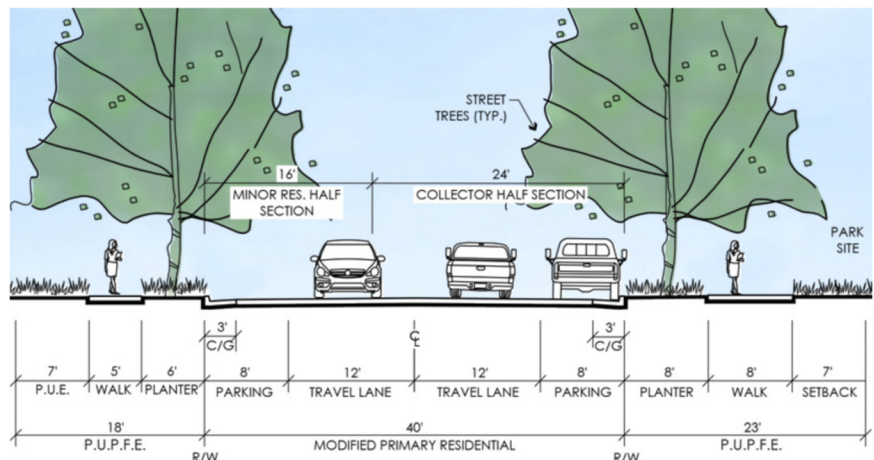 STREET
TREES (TYP.)
16'
24'
MINOR RES. HALF
SECTION
COLLECTOR HALF SECTION
PARK
SITE
3'
C/G
℄
3'
C/G
7'
5'
6'
8'
12'
12'
8'
8'
8'
7'
P.U.E.
WALK
PLANTER
PARKING
TRAVEL LANE
TRAVEL LANE
PARKING
PLANTER
WALK
SETBACK
18'
40'
23'
P.U.P.F.E.
MODIFIED PRIMARY RESIDENTIAL
P.U.P.F.E.
R/W
R/W